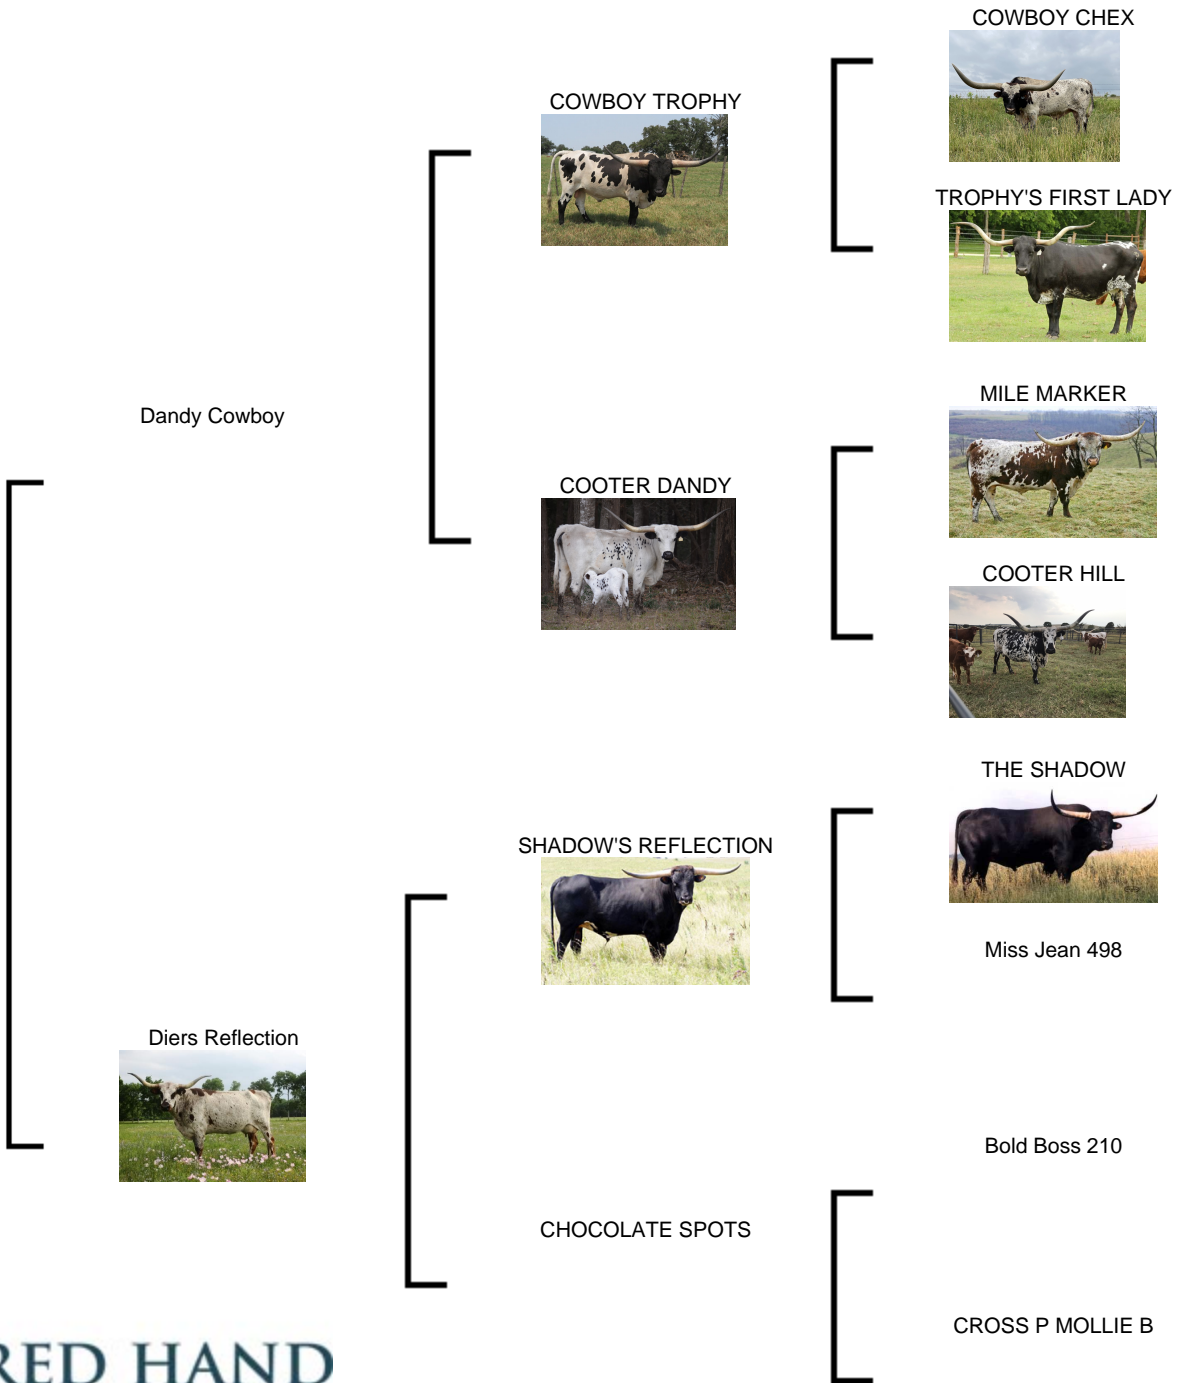 COWBOY CHEX
COWBOY TROPHY
TROPHY'S FIRST LADY
Dandy Cowboy
MILE MARKER
COOTER DANDY
COOTER HILL
THE SHADOW
SHADOW'S REFLECTION
Miss Jean 498
Diers Reflection
Bold Boss 210
CHOCOLATE SPOTS
CROSS P MOLLIE B
RED HAND